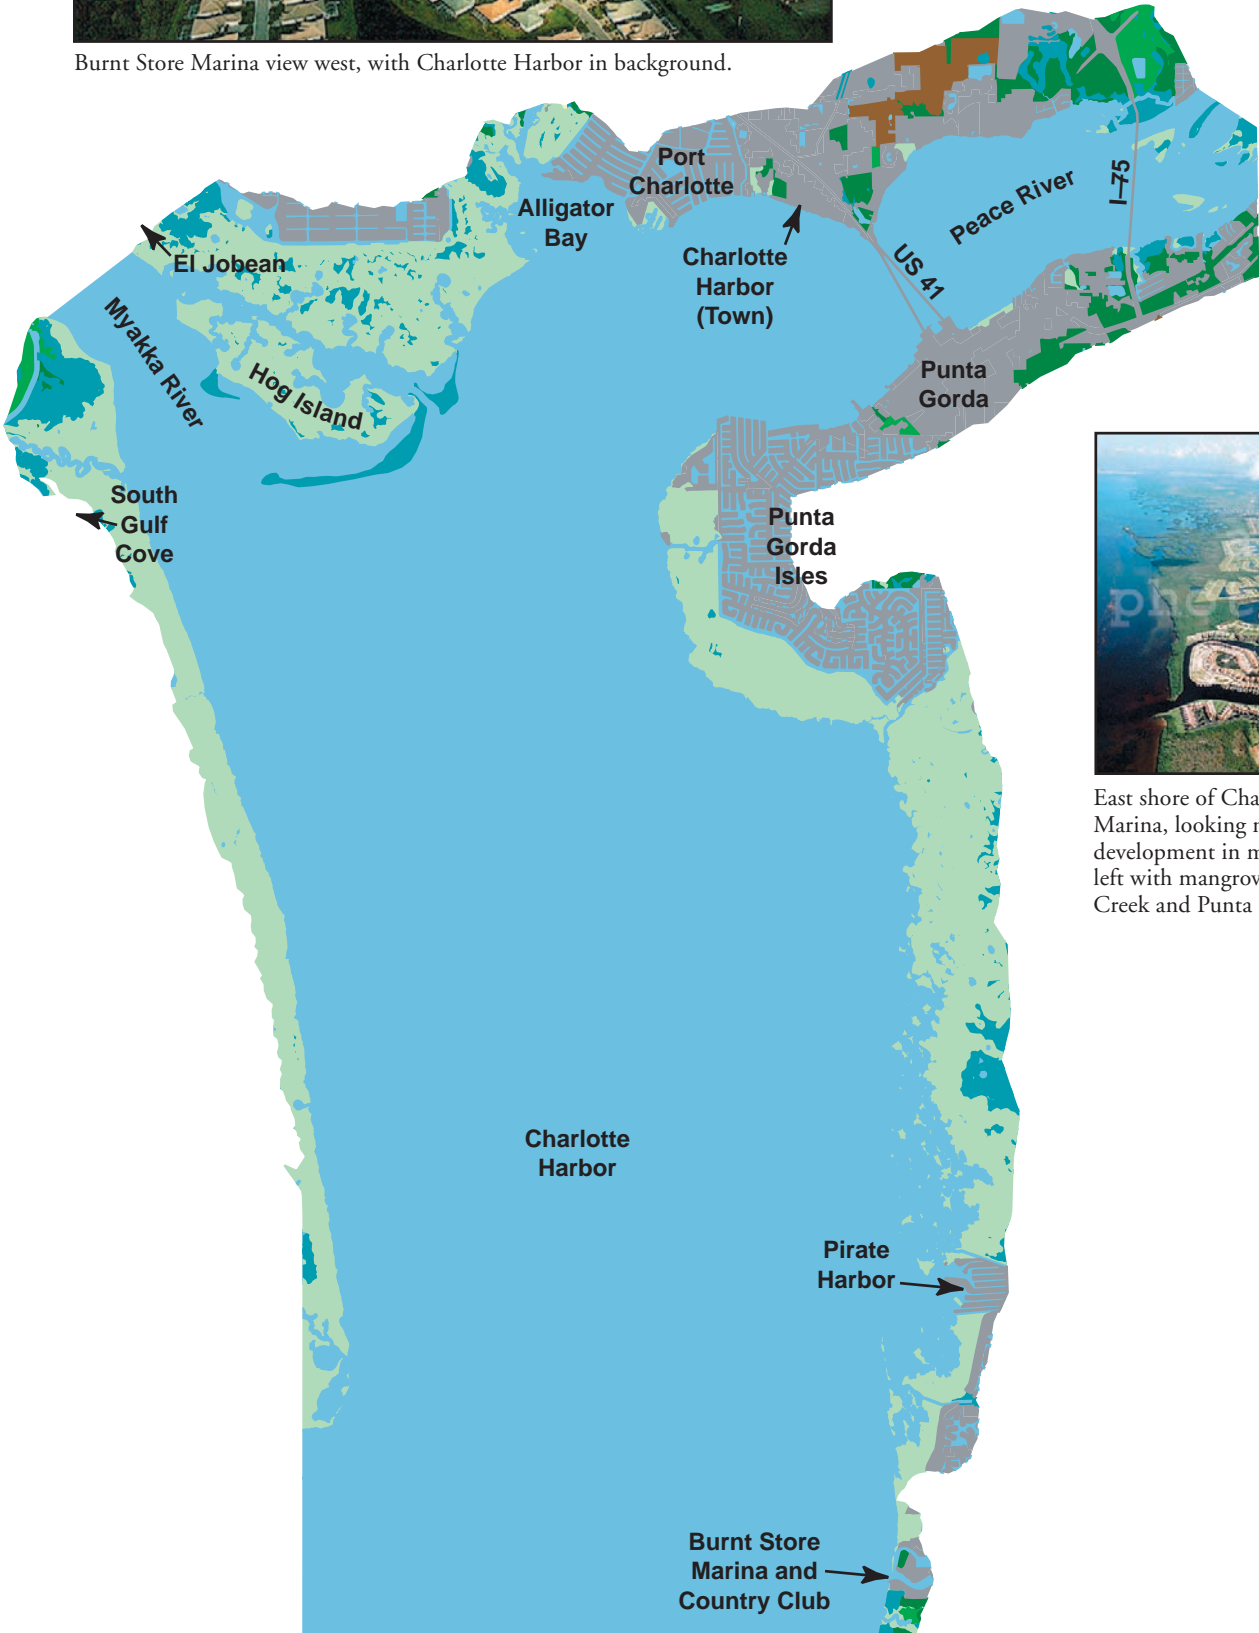 Burnt Store Marina view west, with Charlotte Harbor in background.
Port
Charlotte
I-75
Alligator
Bay
Peace River
El Jobean
Charlotte
Harbor
(Town)
US 41
Myakka River
Hog Island
Punta
Gorda
South
Gulf
Cove
Punta
Gorda
Isles
East shore of Cha
Marina, looking
development in m
left with mangrov
Creek and Punta
Charlotte
Harbor
Pirate
Harbor
Burnt Store
Marina and
Country Club